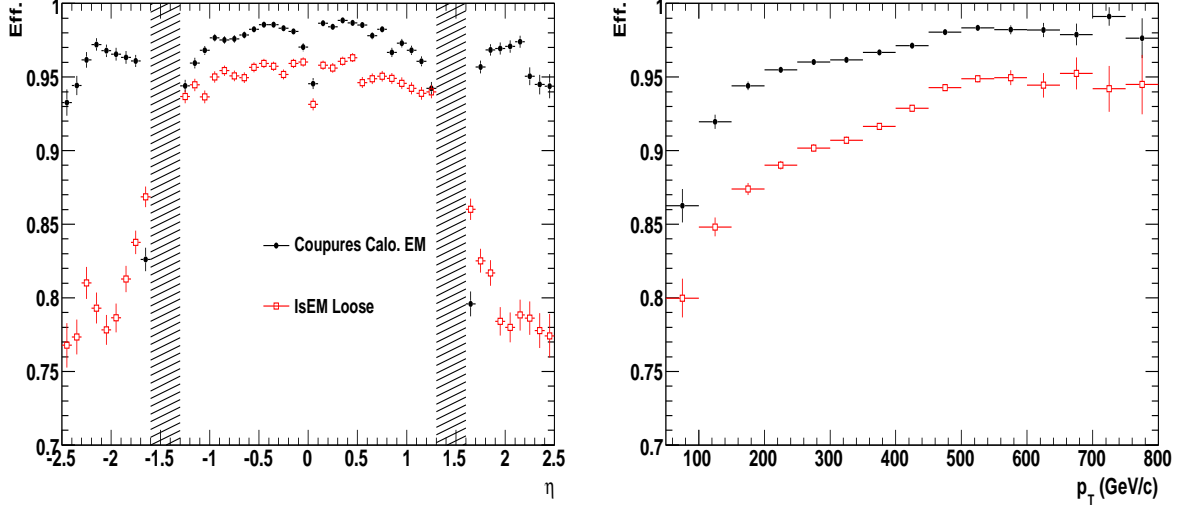 Eff.
1
0.95
0.9
0.85
0.8
0.75
0.7
-2.5 -2 -1.5 -1 -0.5 0 0.5 1 1.5 2 2.5
η
Coupures Calo. EM
IsEM Loose
Eff.
1
0.95
0.9
0.85
0.8
0.75
0.7
100 200 300 400 500 600 700 800
p_T (GeV/c)